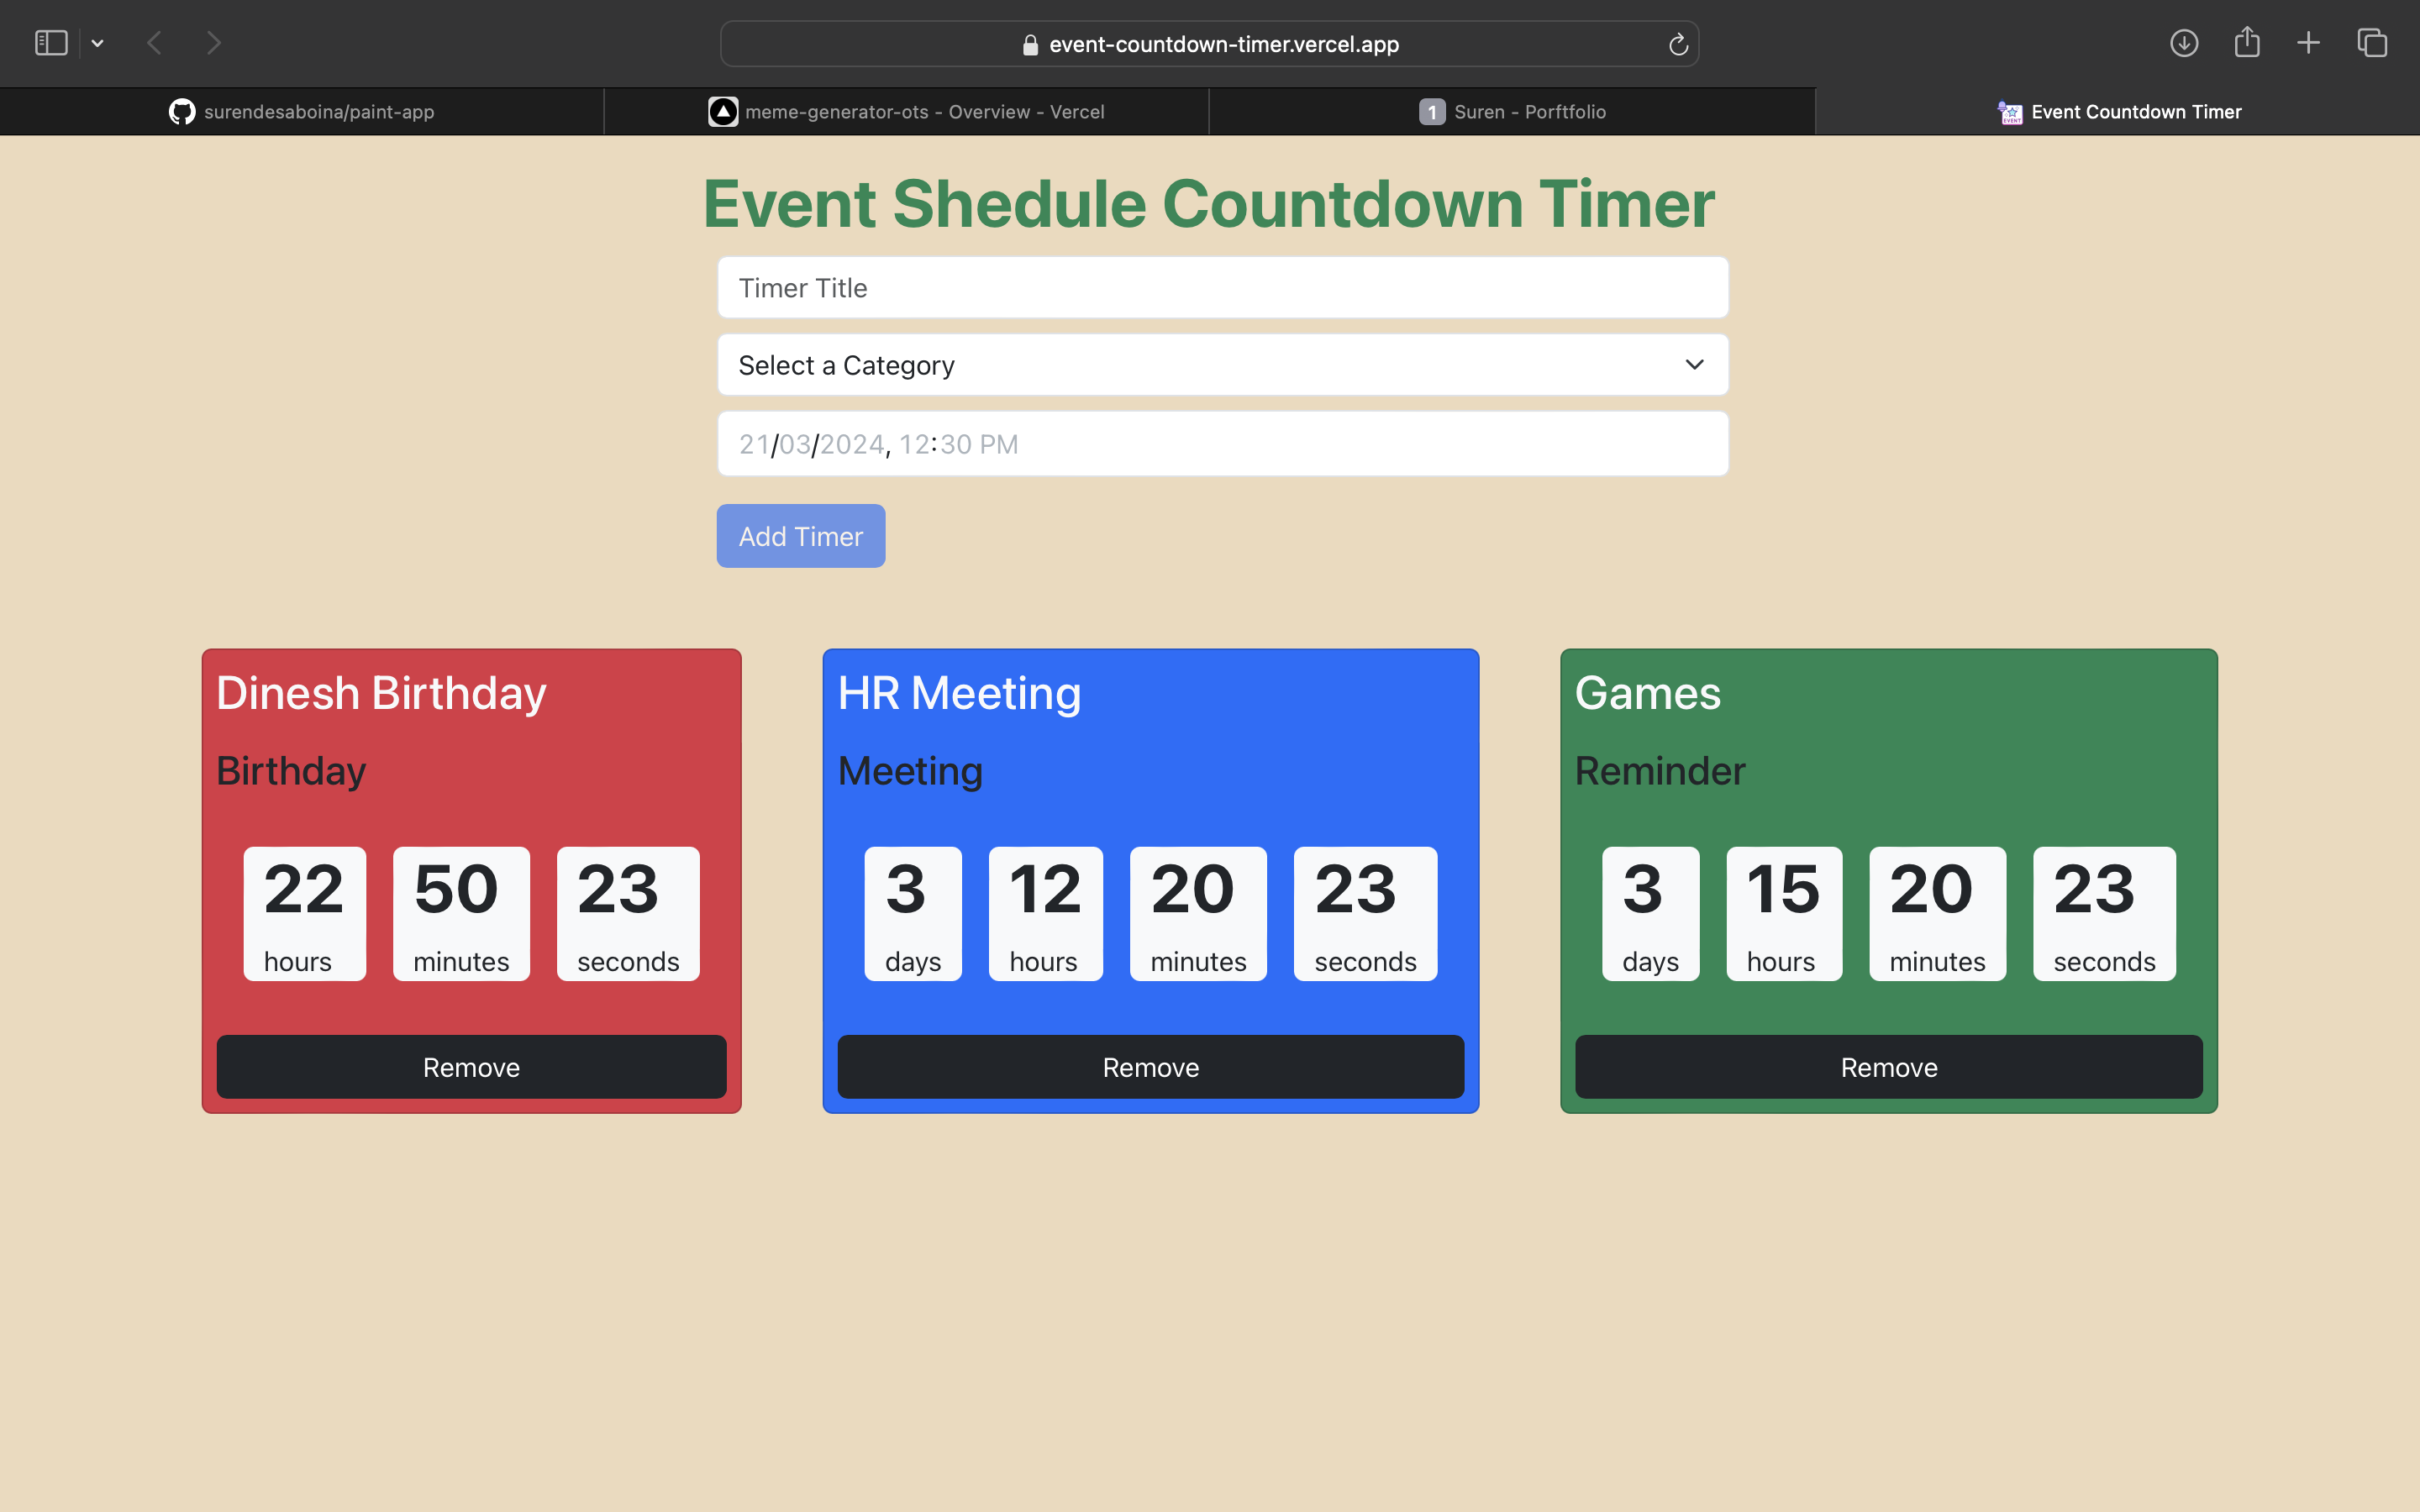 event-countdown-timer.vercel.app
surendesaboina/paint-app
meme-generator-ots - Overview - Vercel
1 Suren - Porftfolio
EVENT Event Countdown Timer
Event Shedule Countdown Timer
Timer Title
Select a Category
21/03/2024, 12:30 PM
Add Timer
Dinesh Birthday
Birthday
22 50 23
hours minutes seconds
Remove
HR Meeting
Meeting
3 12 20 23
days hours minutes seconds
Remove
Games
Reminder
3 15 20 23
days hours minutes seconds
Remove